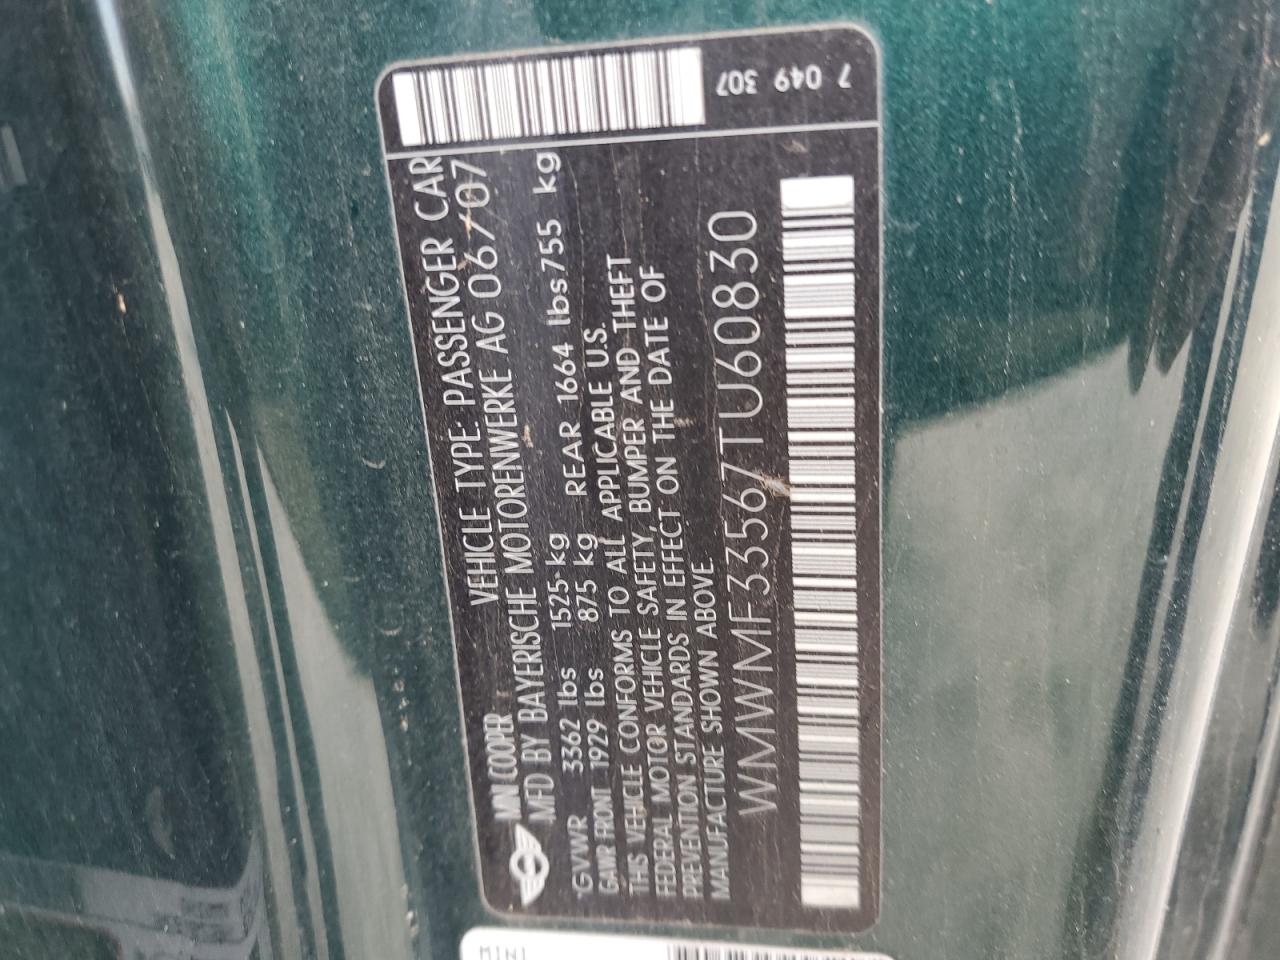 MINI COOPER VEHICLE TYPE: PASSENGER CAR
MFD BY BAYERISCHE MOTORENWERKE AG 06/07
GVWR 3362 lbs 1525 kg
GAWR FRONT 1929 lbs 875 kg REAR 1664 lbs 755 kg
THIS VEHICLE CONFORMS TO ALL APPLICABLE U.S.
FEDERAL MOTOR VEHICLE SAFETY, BUMPER AND THEFT
PREVENTION STANDARDS IN EFFECT ON THE DATE OF
MANUFACTURE SHOWN ABOVE
WMWMF33567TU60830
7 049 307
MINI